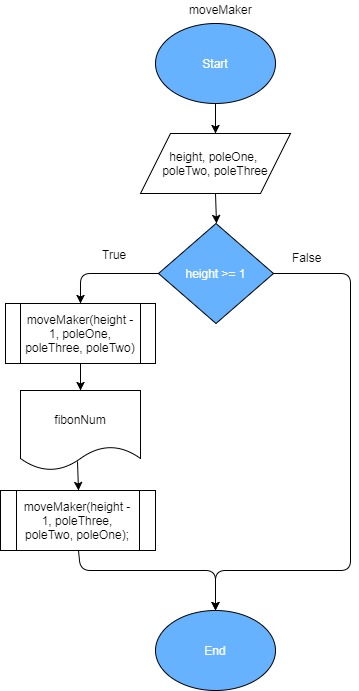 moveMaker
Start
height, poleOne,
poleTwo, poleThree
height >= 1
True
False
moveMaker(height -
1, poleOne,
poleThree, poleTwo)
fibonNum
moveMaker(height -
1, poleThree,
poleTwo, poleOne);
End